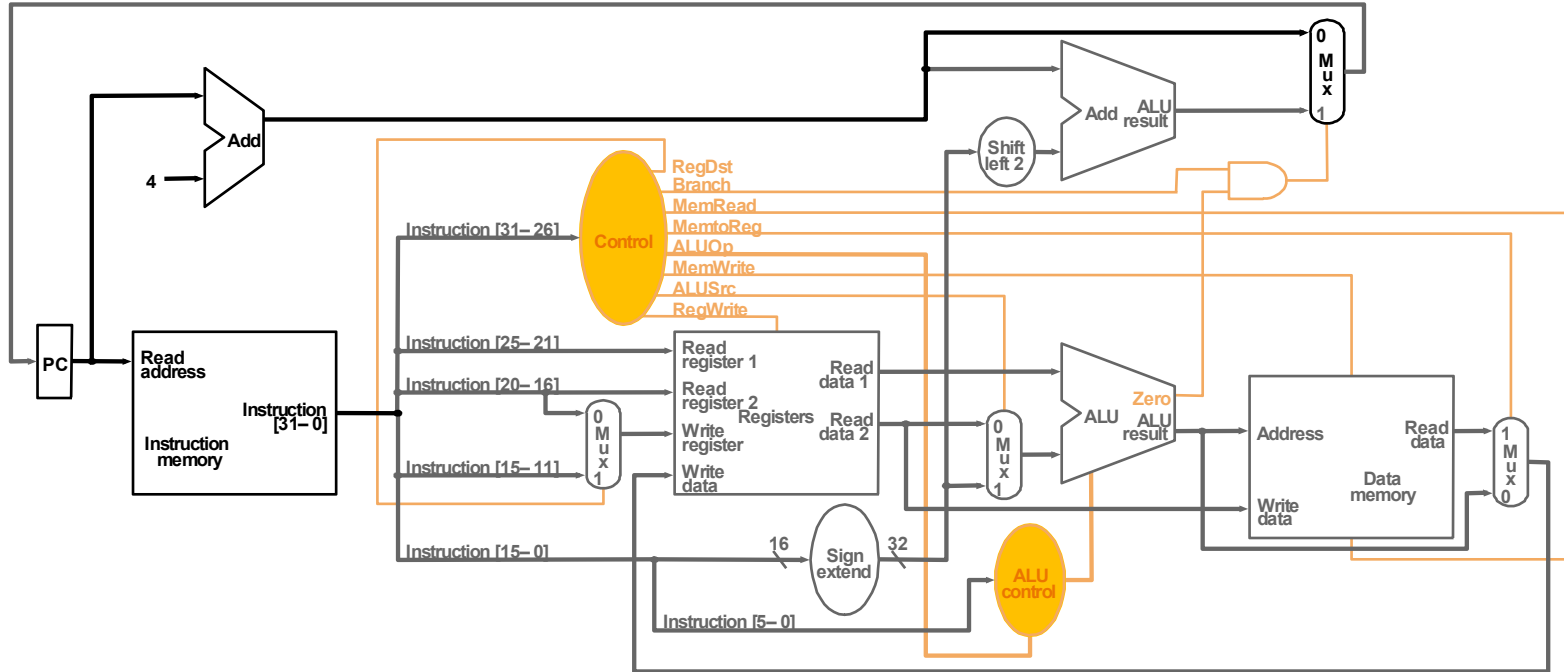 0
M
u
x
1
Add
ALU
result
Add
4
Shift
left 2
RegDst
Branch
MemRead
MemtoReg
ALUOp
MemWrite
ALUSrc
RegWrite
Control
Instruction [31– 26]
Instruction [25– 21]
Instruction [20– 16]
Instruction [15– 11]
Instruction [15– 0]
Instruction [5– 0]
PC
Read
address
Instruction
[31– 0]
Instruction
memory
0
M
u
x
1
Read
register 1
Read
register 2
Write
register
Write
data
Registers
Read
data 1
Read
data 2
0
M
u
x
1
Zero
ALU
ALU
result
Address
Write
data
Read
data
Data
memory
1
M
u
x
0
16
Sign
extend
32
ALU
control